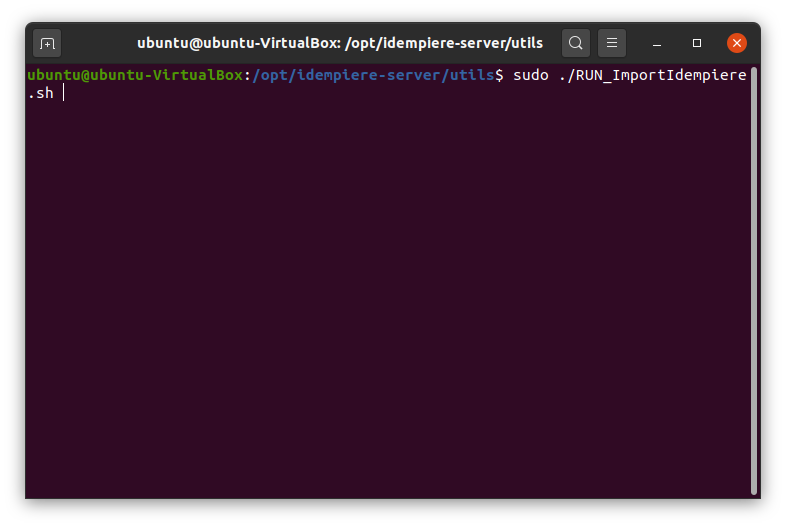 ubuntu@ubuntu-VirtualBox: /opt/idempiere-server/utils
ubuntu@ubuntu-VirtualBox:/opt/idempiere-server/utils$ sudo ./RUN_ImportIdempiere
.sh